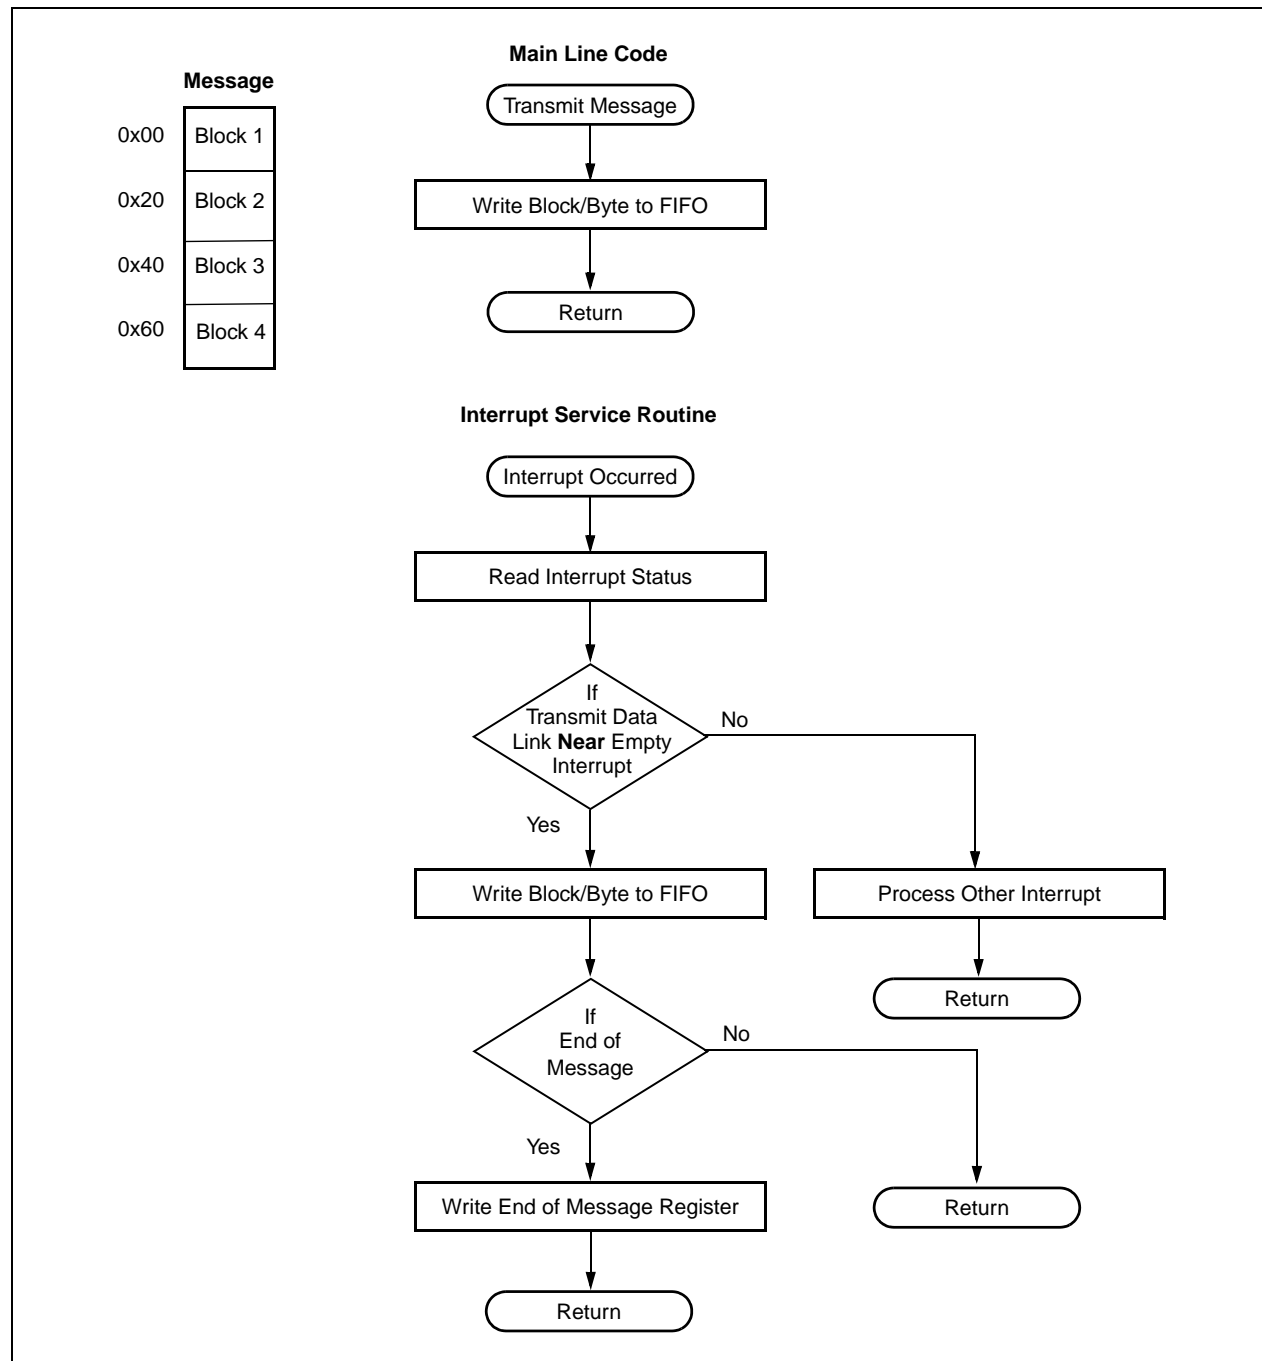 Message
0x00 Block 1
0x20 Block 2
0x40 Block 3
0x60 Block 4
Main Line Code
Transmit Message
Write Block/Byte to FIFO
Return
Interrupt Service Routine
Interrupt Occurred
Read Interrupt Status
If
Transmit Data
Link Near Empty
Interrupt
No
Yes
Write Block/Byte to FIFO
Process Other Interrupt
Return
If
End of
Message
No
Yes
Write End of Message Register
Return
Return